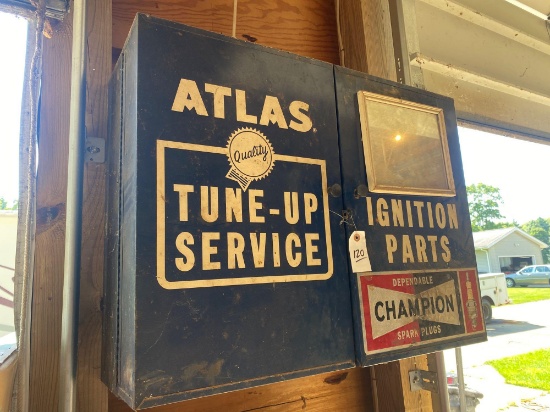 ATLAS
Quality
TUNE-UP
SERVICE
IGNITION
PARTS
120
DEPENDABLE
CHAMPION
SPARK PLUGS